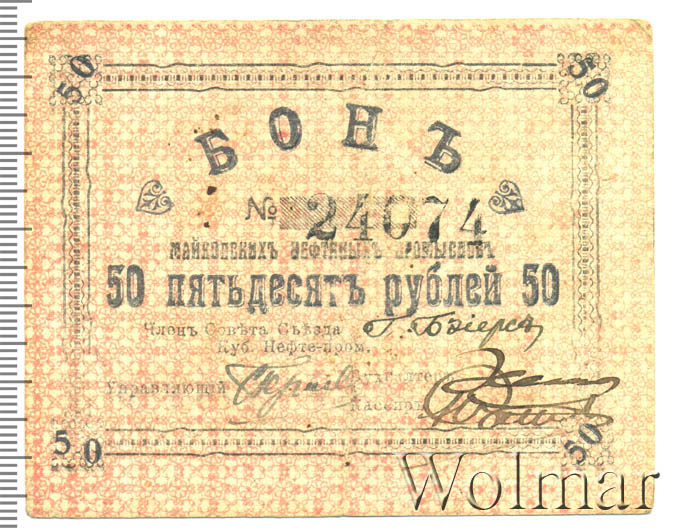 50 50
БОНЪ
№ 24074
МАЙКОПСКИХЪ НЕФТЯНЫХЪ ПРОМЫСЛОВЪ
50 ПЯТЬДЕСЯТЪ РУБЛЕЙ 50
Членъ Совѣта Съѣзда
Куб. Нефте-пром.
Управляющій Бухгалтеръ
Кассиръ
50 50
Wolmar